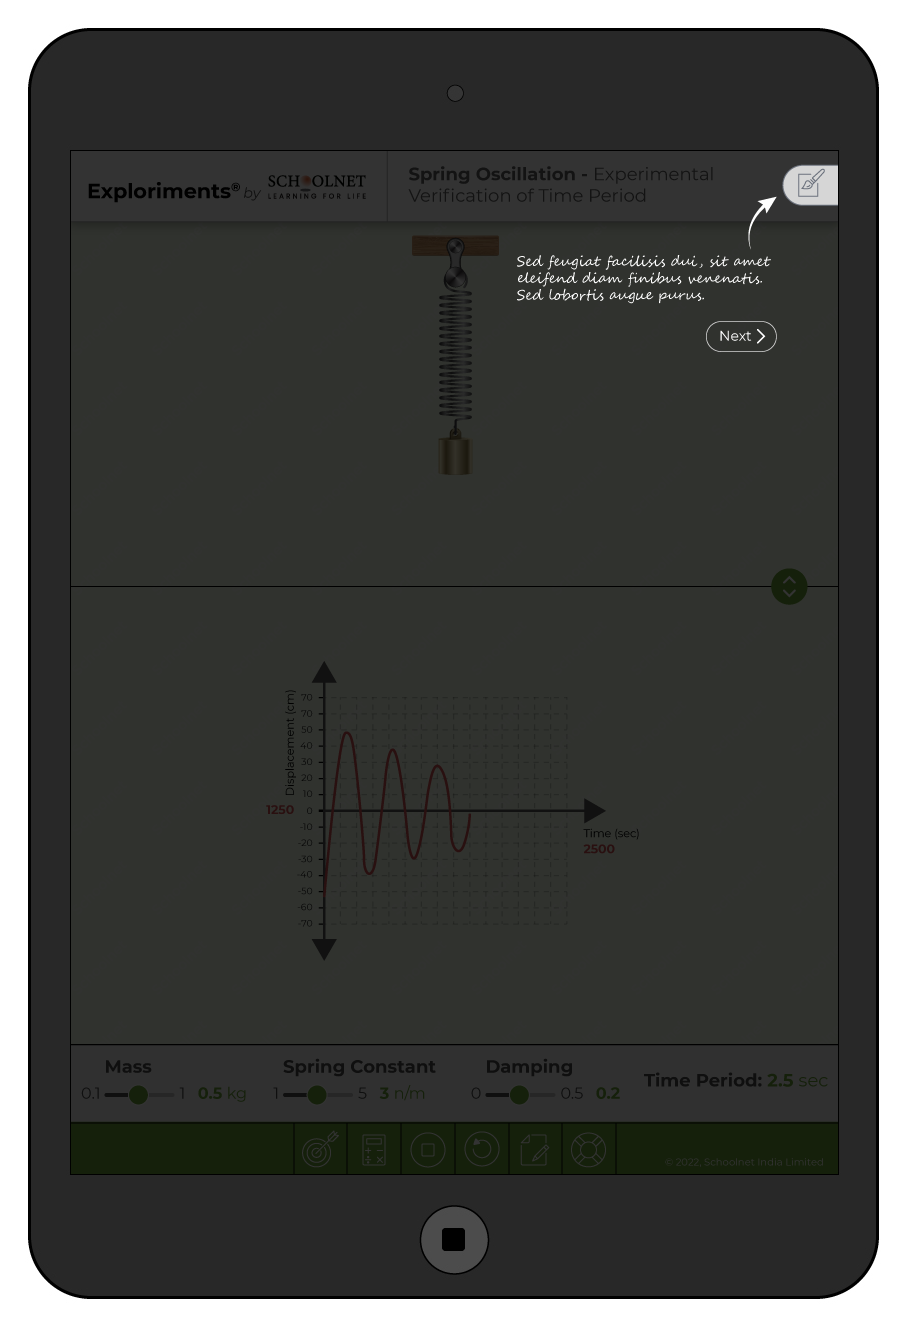 Exploriments® by SCHOOLNET
LEARNING FOR LIFE
Spring Oscillation - Experimental
Verification of Time Period
Sed feugiat facilisis dui, sit amet
eleifend diam finibus venenatis.
Sed lobortis augue purus.
Next
Displacement (cm)
70
70
50
40
30
20
10
1250 0
-10
-20
-30
-40
-50
-60
-70
Time (sec)
2500
Mass
0.1 1 0.5 kg
Spring Constant
1 5 3 n/m
Damping
0 0.5 0.2
Time Period: 2.5 sec
© 2022, Schoolnet India Limited